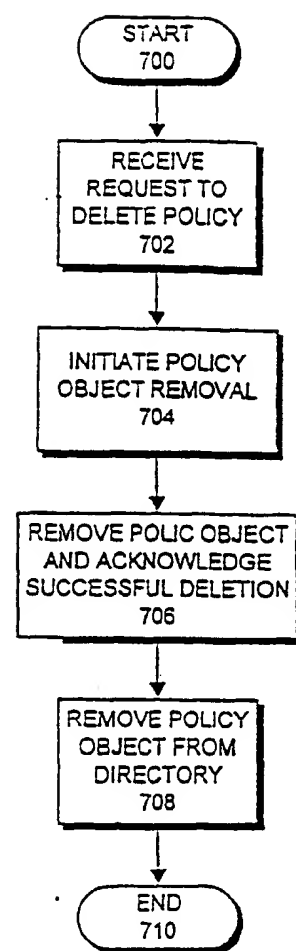 START
700
RECEIVE
REQUEST TO
DELETE POLICY
702
INITIATE POLICY
OBJECT REMOVAL
704
REMOVE POLIC OBJECT
AND ACKNOWLEDGE
SUCCESSFUL DELETION
706
REMOVE POLICY
OBJECT FROM
DIRECTORY
708
END
710